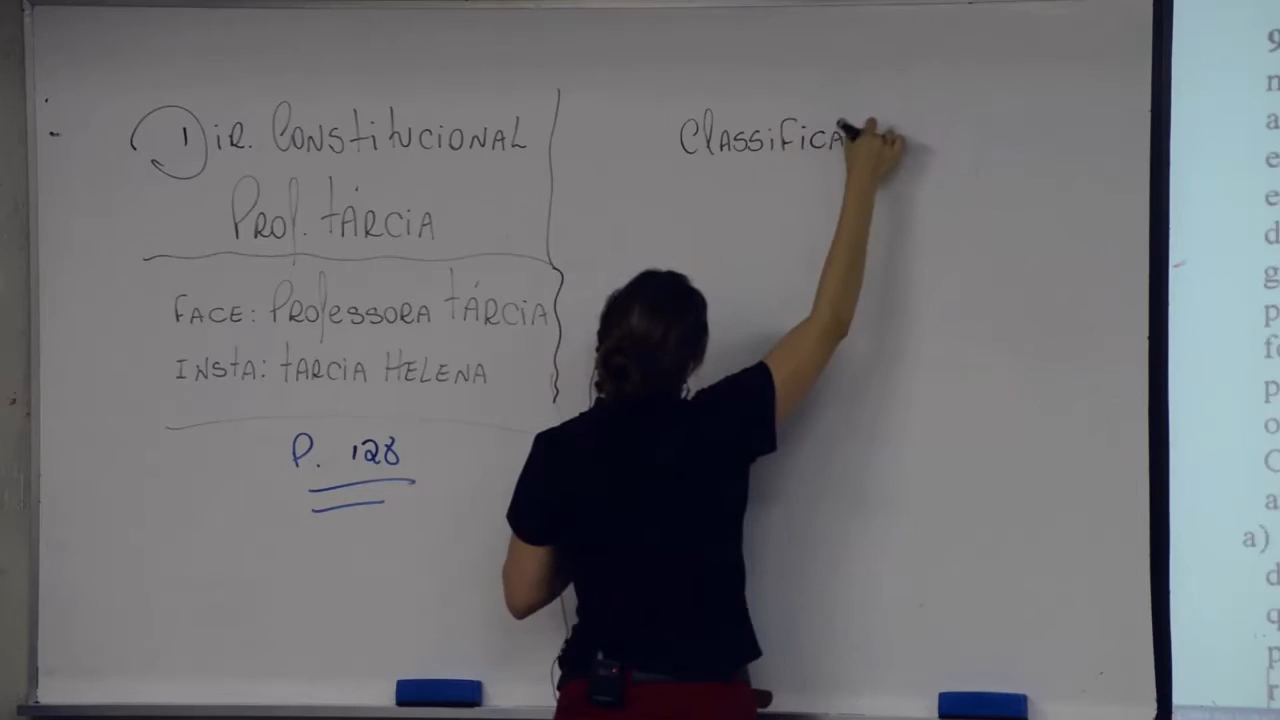 Dir. Constitucional
Prof. Tárcia
Face: Professora Tárcia
Insta: Tarcia Helena
P. 128
Classifica
a)